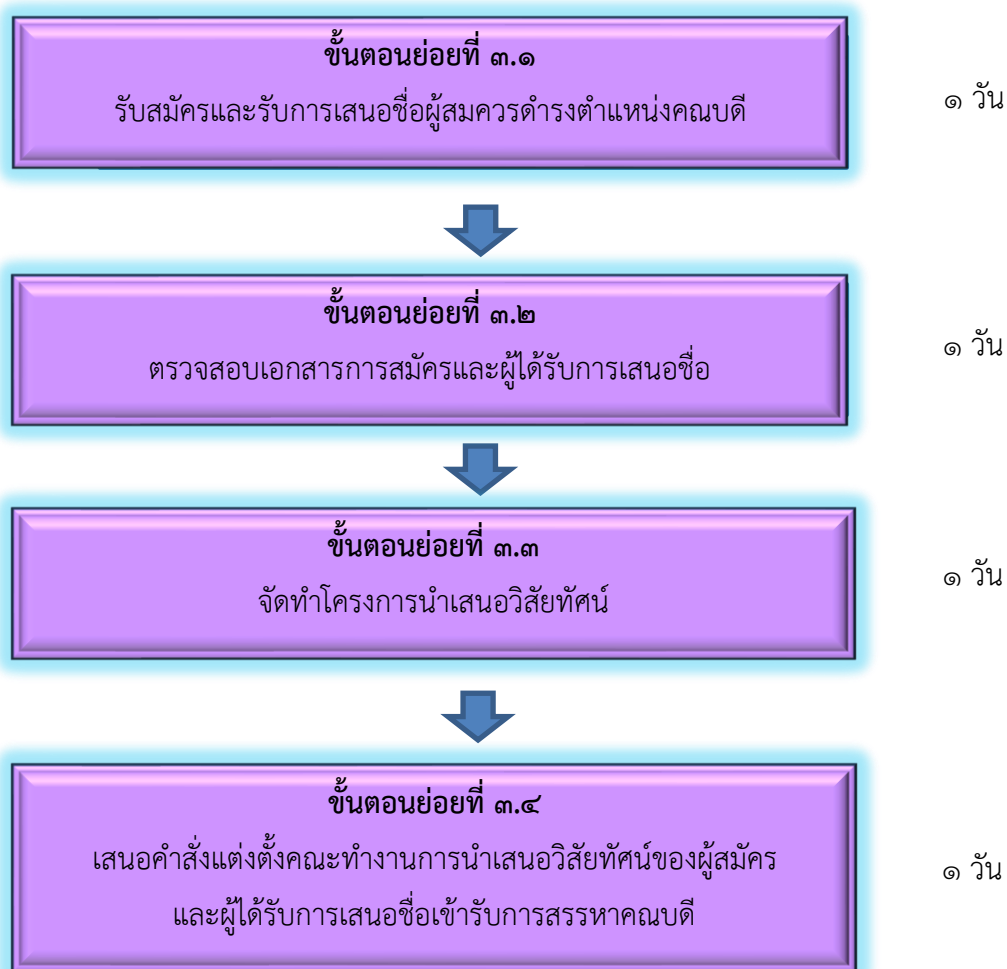 ขั้นตอนย่อยที่ ๓.๑
รับสมัครและรับการเสนอชื่อผู้สมควรดำรงตำแหน่งคณบดี
๑ วัน
ขั้นตอนย่อยที่ ๓.๒
ตรวจสอบเอกสารการสมัครและผู้ได้รับการเสนอชื่อ
๑ วัน
ขั้นตอนย่อยที่ ๓.๓
จัดทำโครงการนำเสนอวิสัยทัศน์
๑ วัน
ขั้นตอนย่อยที่ ๓.๔
เสนอคำสั่งแต่งตั้งคณะทำงานการนำเสนอวิสัยทัศน์ของผู้สมัคร
และผู้ได้รับการเสนอชื่อเข้ารับการสรรหาคณบดี
๑ วัน